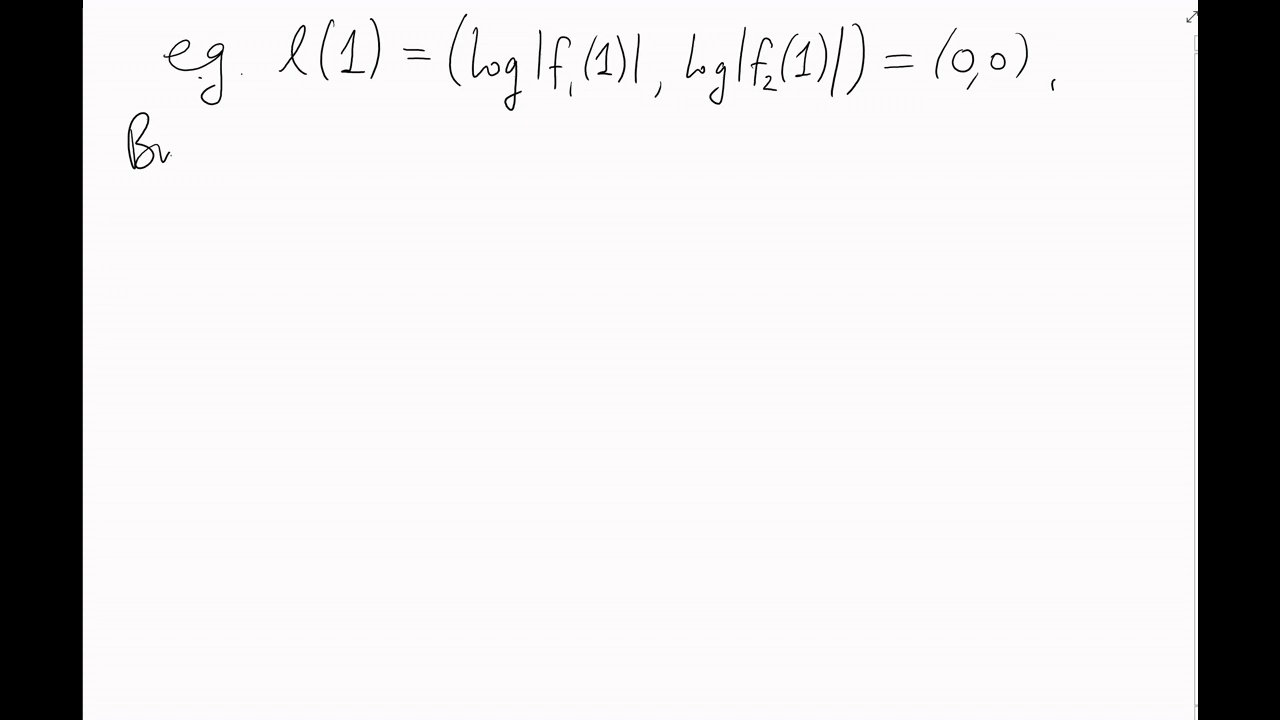 e.g. l(1) = (log|f₁(1)|, log|f₂(1)|) = (0,0).